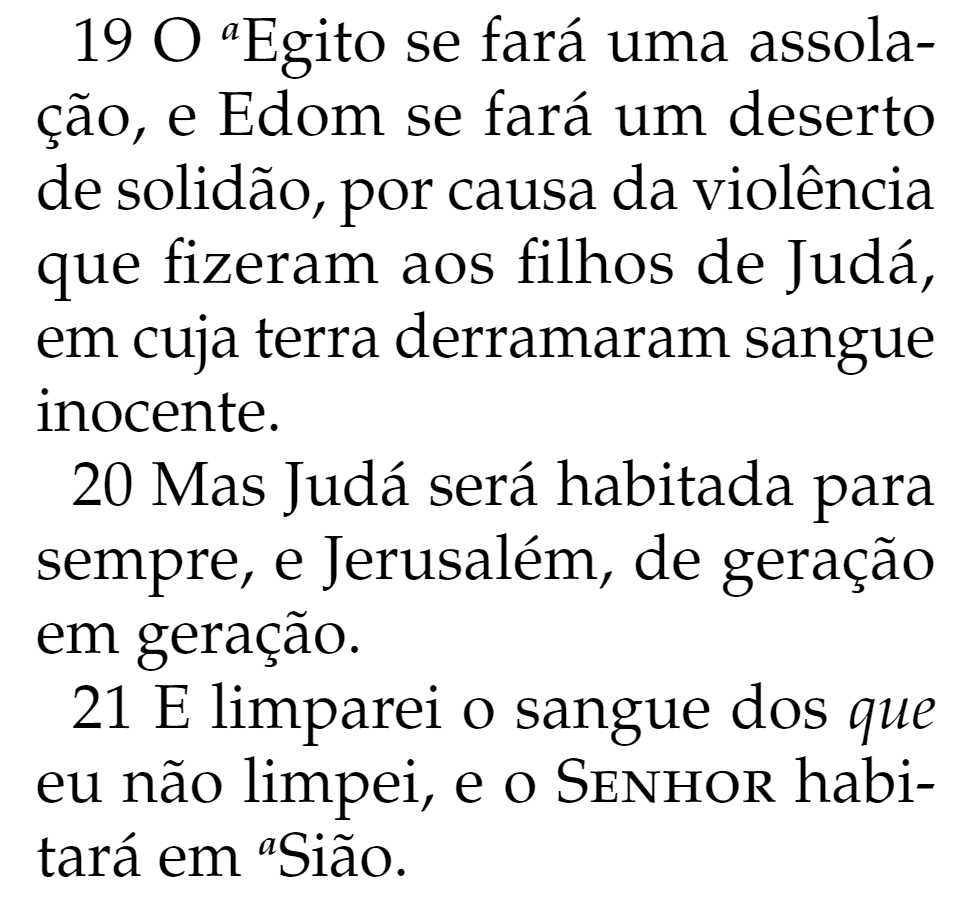 19 O ᵃEgito se fará uma assola-
ção, e Edom se fará um deserto
de solidão, por causa da violência
que fizeram aos filhos de Judá,
em cuja terra derramaram sangue
inocente.
20 Mas Judá será habitada para
sempre, e Jerusalém, de geração
em geração.
21 E limparei o sangue dos que
eu não limpei, e o SENHOR habi-
tará em ᵃSião.